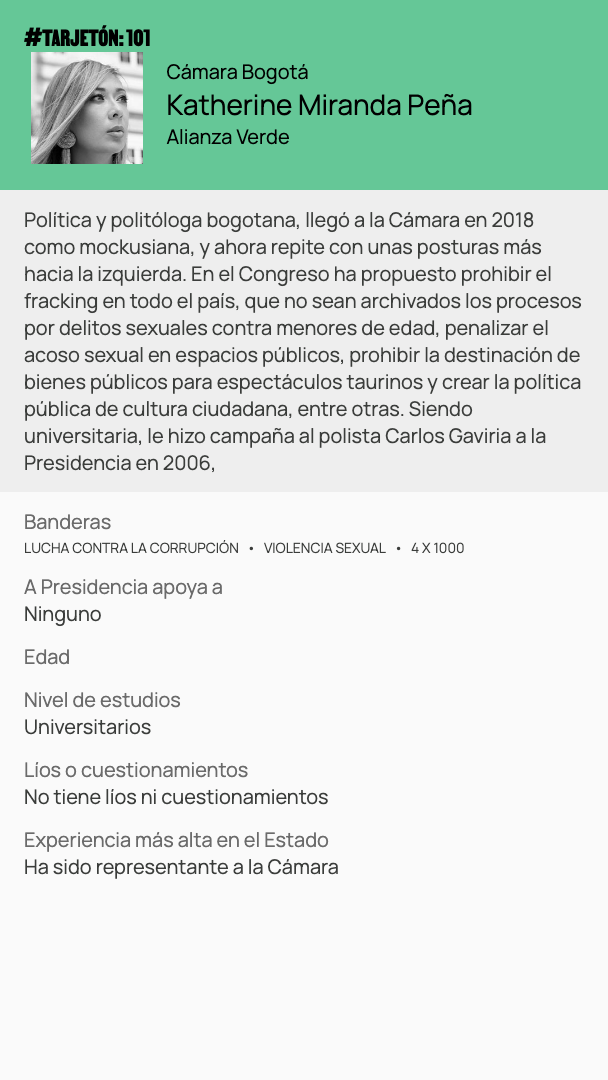 #TARJETÓN: 101
Cámara Bogotá
Katherine Miranda Peña
Alianza Verde
Política y politóloga bogotana, llegó a la Cámara en 2018
como mockusiana, y ahora repite con unas posturas más
hacia la izquierda. En el Congreso ha propuesto prohibir el
fracking en todo el país, que no sean archivados los procesos
por delitos sexuales contra menores de edad, penalizar el
acoso sexual en espacios públicos, prohibir la destinación de
bienes públicos para espectáculos taurinos y crear la política
pública de cultura ciudadana, entre otras. Siendo
universitaria, le hizo campaña al polista Carlos Gaviria a la
Presidencia en 2006,
Banderas
LUCHA CONTRA LA CORRUPCIÓN • VIOLENCIA SEXUAL • 4 X 1000
A Presidencia apoya a
Ninguno
Edad
Nivel de estudios
Universitarios
Líos o cuestionamientos
No tiene líos ni cuestionamientos
Experiencia más alta en el Estado
Ha sido representante a la Cámara